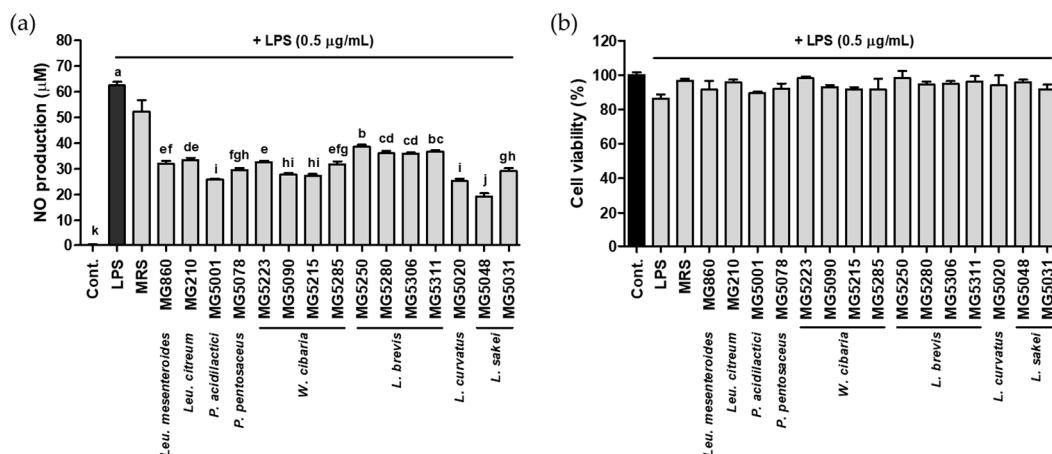 (a)
+ LPS (0.5 µg/mL)
NO production (µM)
80
70
60
50
40
30
20
10
0
k
a
ef
de
i
fgh
e
hi
hi
efg
b
cd
cd
bc
i
j
gh
Cont.
LPS
MRS
MG860
MG210
MG5001
MG5078
MG5223
MG5090
MG5215
MG5285
MG5250
MG5280
MG5306
MG5311
MG5020
MG5048
MG5031
Leu. mesenteroides
Leu. citreum
P. acidilactici
P. pentosaceus
W. cibaria
L. brevis
L. curvatus
L. sakei
(b)
+ LPS (0.5 µg/mL)
Cell viability (%)
120
100
80
60
40
20
0
Cont.
LPS
MRS
MG860
MG210
MG5001
MG5078
MG5223
MG5090
MG5215
MG5285
MG5250
MG5280
MG5306
MG5311
MG5020
MG5048
MG5031
Leu. mesenteroides
Leu. citreum
P. acidilactici
P. pentosaceus
W. cibaria
L. brevis
L. curvatus
L. sakei